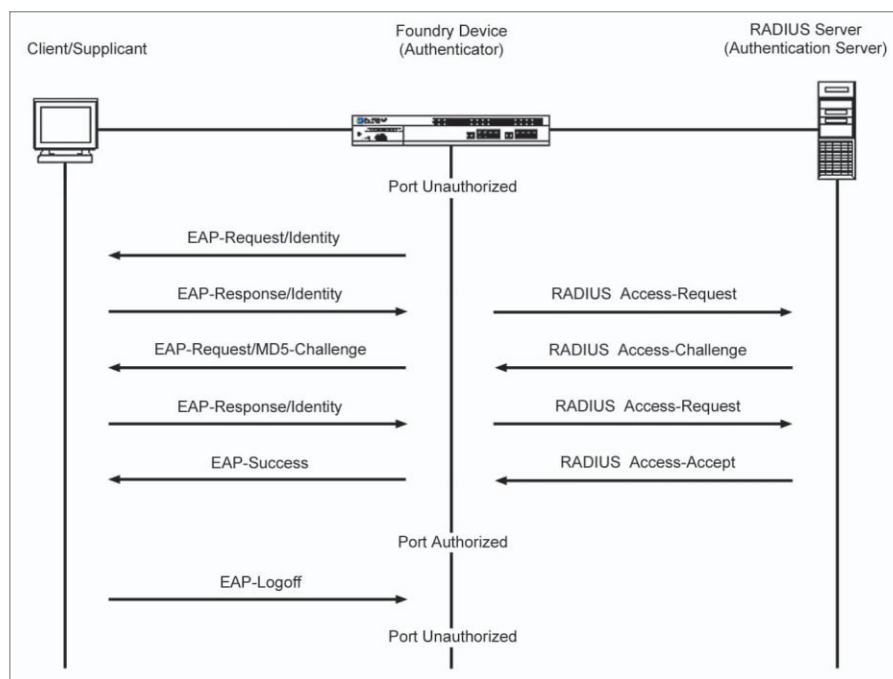 Client/Supplicant
Foundry Device
(Authenticator)
RADIUS Server
(Authentication Server)
Port Unauthorized
EAP-Request/Identity
EAP-Response/Identity
RADIUS Access-Request
EAP-Request/MD5-Challenge
RADIUS Access-Challenge
EAP-Response/Identity
RADIUS Access-Request
EAP-Success
RADIUS Access-Accept
Port Authorized
EAP-Logoff
Port Unauthorized